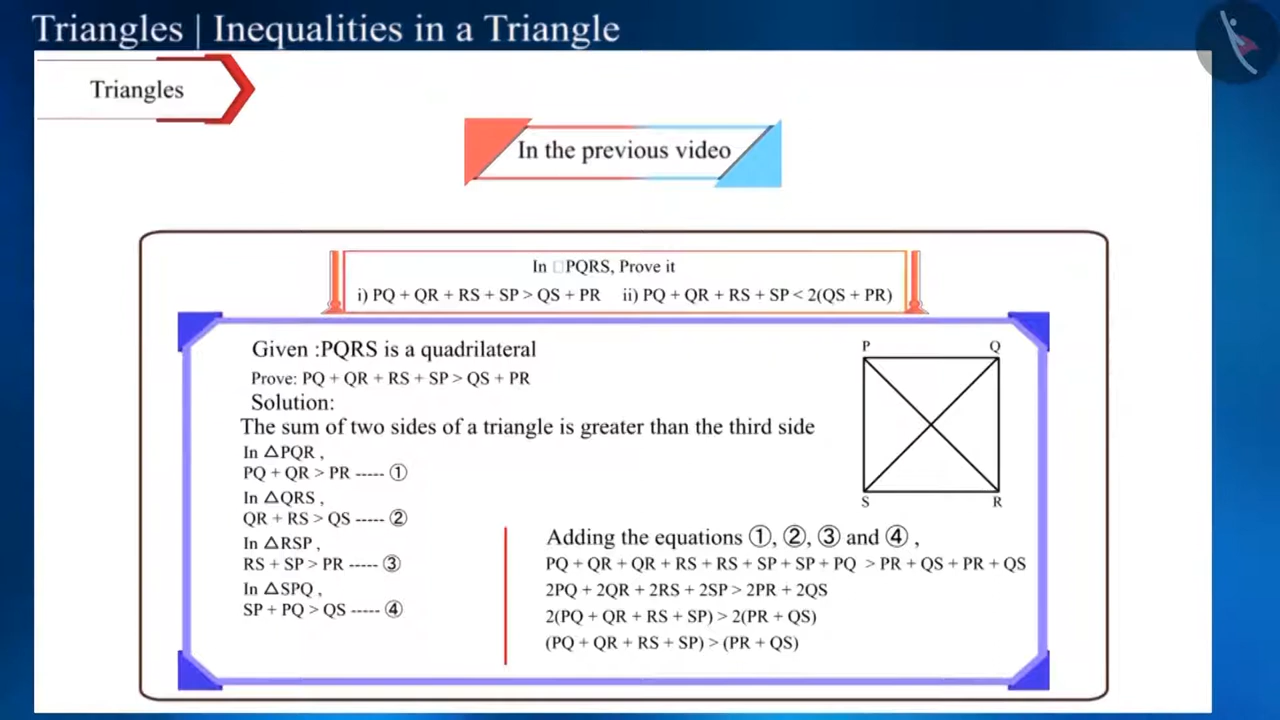 Triangles | Inequalities in a Triangle
Triangles
In the previous video
In □PQRS, Prove it
i) PQ + QR + RS + SP > QS + PR ii) PQ + QR + RS + SP < 2(QS + PR)
Given :PQRS is a quadrilateral
Prove: PQ + QR + RS + SP > QS + PR
Solution:
The sum of two sides of a triangle is greater than the third side
In △PQR ,
PQ + QR > PR ----- ①
In △QRS ,
QR + RS > QS ----- ②
In △RSP ,
RS + SP > PR ----- ③
In △SPQ ,
SP + PQ > QS ----- ④
P Q
S R
Adding the equations ①, ②, ③ and ④ ,
PQ + QR + QR + RS + RS + SP + SP + PQ > PR + QS + PR + QS
2PQ + 2QR + 2RS + 2SP > 2PR + 2QS
2(PQ + QR + RS + SP) > 2(PR + QS)
(PQ + QR + RS + SP) > (PR + QS)